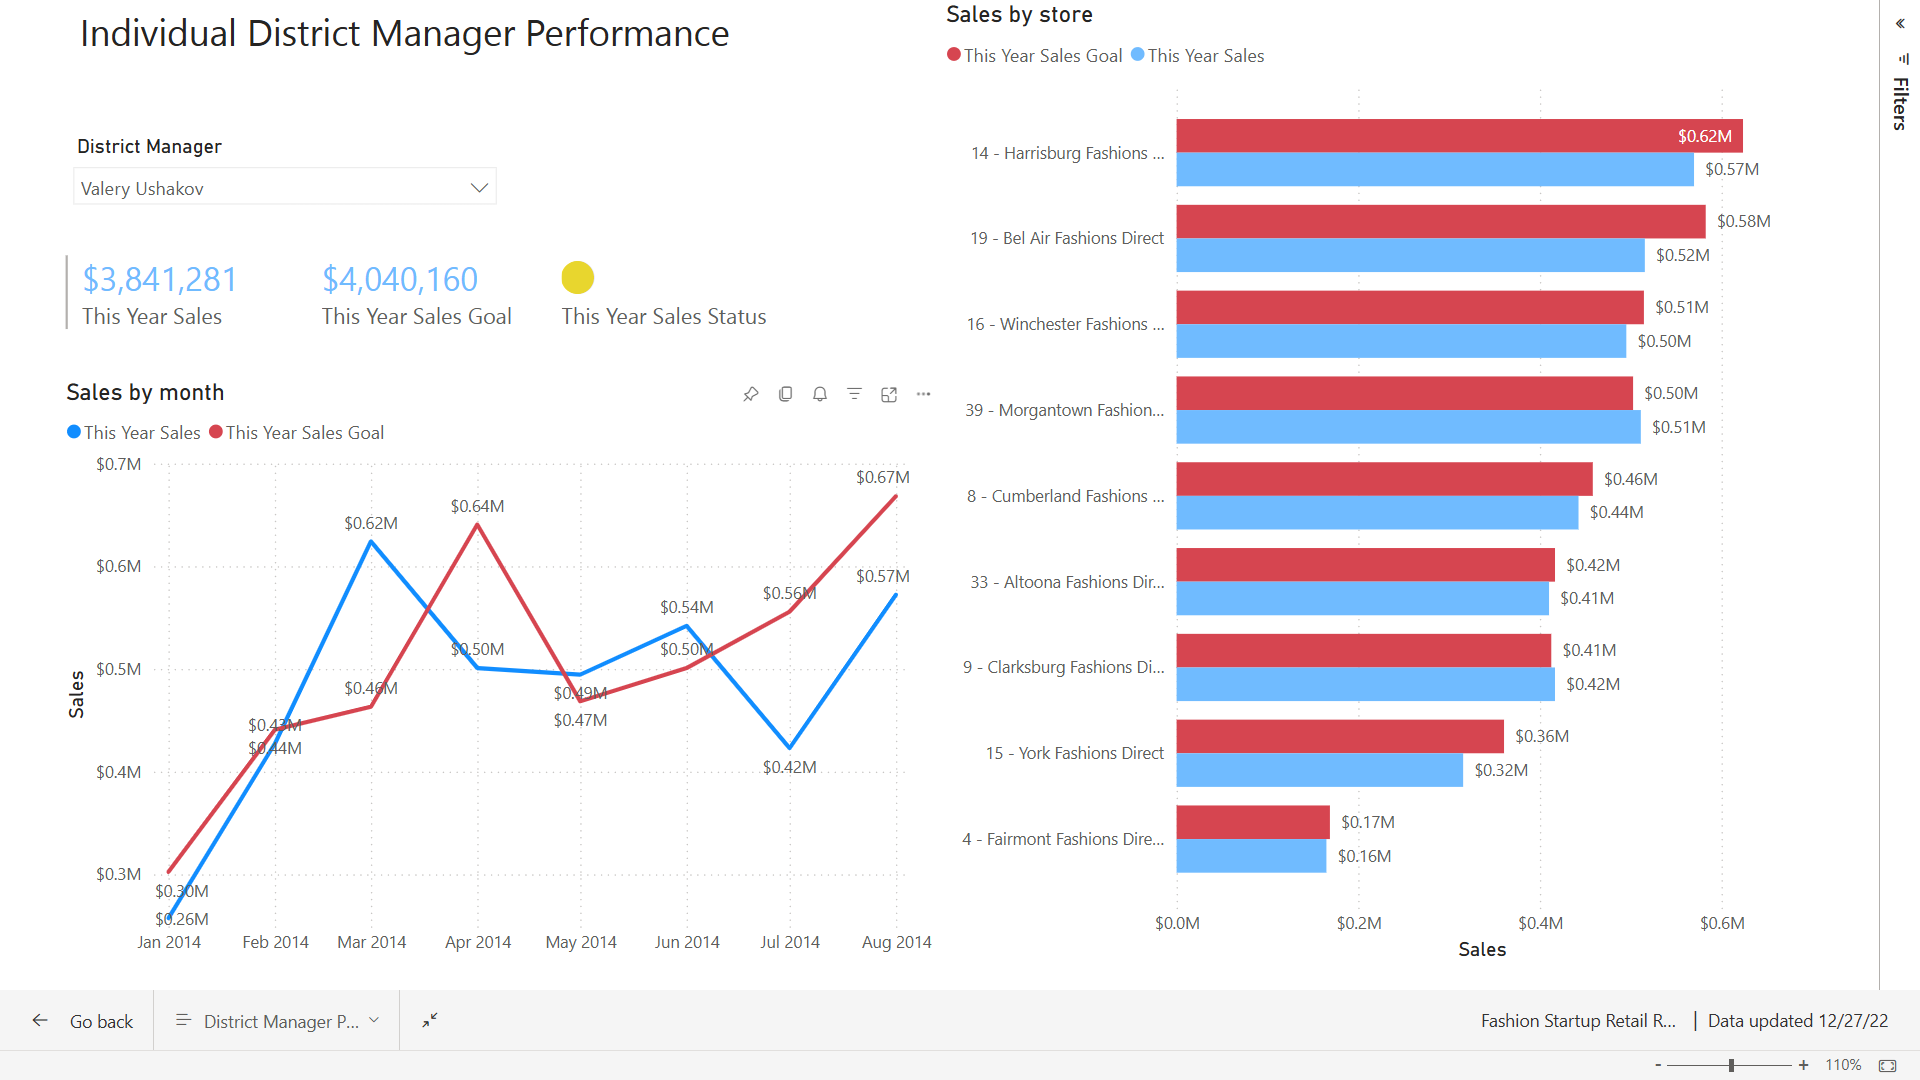 Individual District Manager Performance
District Manager
Valery Ushakov
$3,841,281
This Year Sales
$4,040,160
This Year Sales Goal
This Year Sales Status
Sales by month
This Year Sales This Year Sales Goal
$0.7M
$0.6M
$0.5M
$0.4M
$0.3M
Sales
$0.30M
$0.26M
$0.43M
$0.44M
$0.62M
$0.46M
$0.64M
$0.50M
$0.49M
$0.47M
$0.54M
$0.50M
$0.56M
$0.42M
$0.67M
$0.57M
Jan 2014 Feb 2014 Mar 2014 Apr 2014 May 2014 Jun 2014 Jul 2014 Aug 2014
Sales by store
This Year Sales Goal This Year Sales
14 - Harrisburg Fashions ...
$0.62M
$0.57M
19 - Bel Air Fashions Direct
$0.58M
$0.52M
16 - Winchester Fashions ...
$0.51M
$0.50M
39 - Morgantown Fashion...
$0.50M
$0.51M
8 - Cumberland Fashions ...
$0.46M
$0.44M
33 - Altoona Fashions Dir...
$0.42M
$0.41M
9 - Clarksburg Fashions Di...
$0.41M
$0.42M
15 - York Fashions Direct
$0.36M
$0.32M
4 - Fairmont Fashions Dire...
$0.17M
$0.16M
$0.0M $0.2M $0.4M $0.6M
Sales
Filters
Go back
District Manager P...
Fashion Startup Retail R... | Data updated 12/27/22
- + 110%